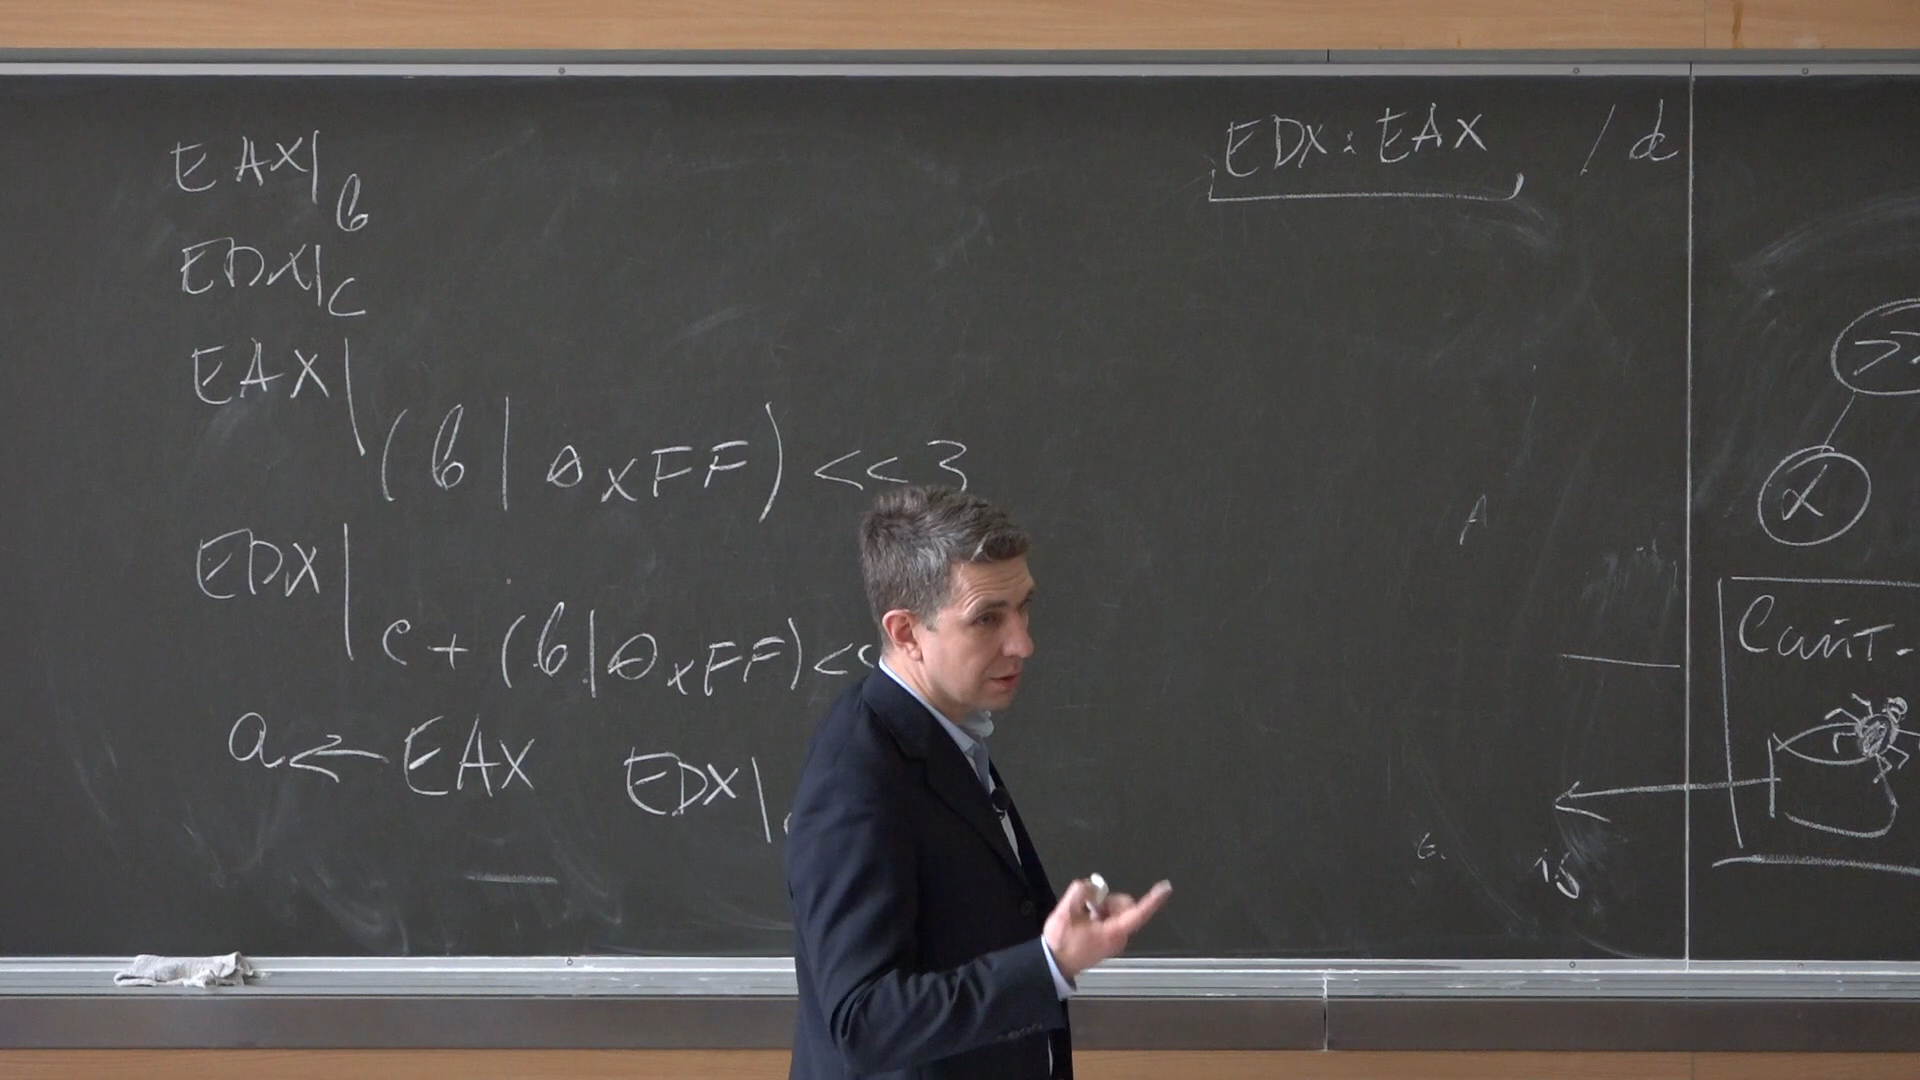 EAX|b
EDX|c
EAX|(b|0xFF)<<3
EDX|c+(b|0xFF)<<
a←EAX EDX|
EDX:EAX /d
A
G.